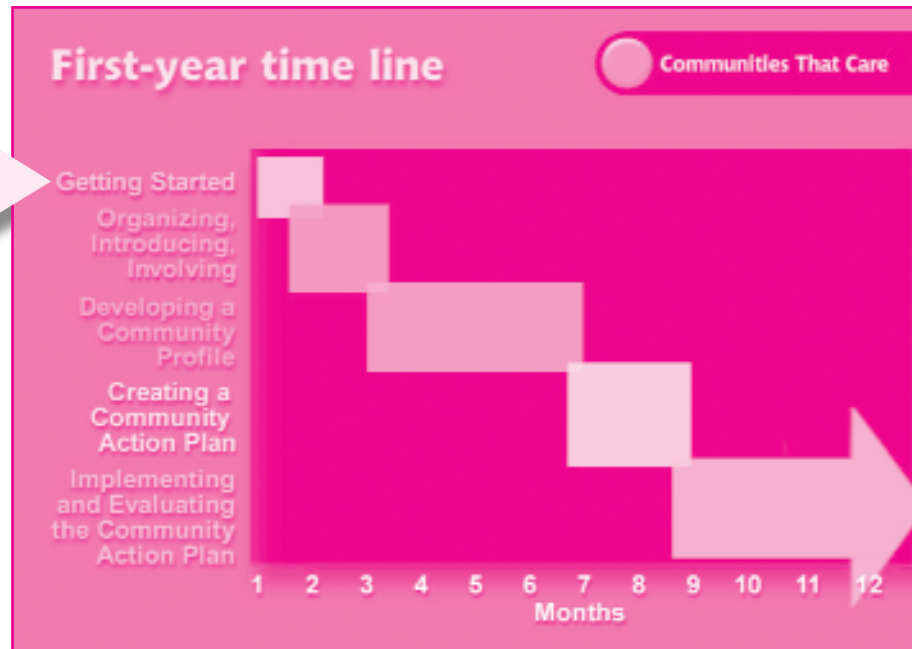 First-year time line
Communities That Care
Getting Started
Organizing,
Introducing,
Involving
Developing a
Community
Profile
Creating a
Community
Action Plan
Implementing
and Evaluating
the Community
Action Plan
1 2 3 4 5 6 7 8 9 10 11 12
Months